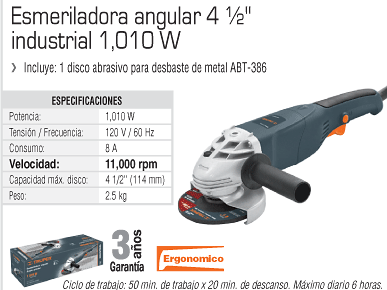 Esmeriladora angular 4 ½"
industrial 1,010 W
❯ Incluye: 1 disco abrasivo para desbaste de metal ABT-386
ESPECIFICACIONES
Potencia: 1,010 W
Tensión / Frecuencia: 120 V / 60 Hz
Consumo: 8 A
Velocidad: 11,000 rpm
Capacidad máx. disco: 4 1/2" (114 mm)
Peso: 2.5 kg
TRUPER
3 años
Garantía
Ergonomico
Ciclo de trabajo: 50 min. de trabajo x 20 min. de descanso. Máximo diario 6 horas.